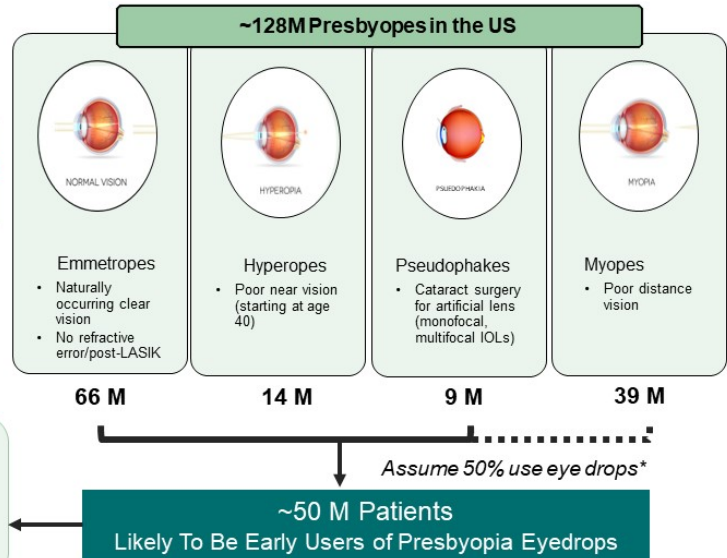 ~128M Presbyopes in the US
NORMAL VISION
HYPEROPIA
PSUEDOPHAKIA
MYOPIA
Emmetropes
• Naturally
occurring clear
vision
• No refractive
error/post-LASIK
Hyperopes
• Poor near vision
(starting at age
40)
Pseudophakes
• Cataract surgery
for artificial lens
(monofocal,
multifocal IOLs)
Myopes
• Poor distance
vision
66 M
14 M
9 M
39 M
Assume 50% use eye drops*
~50 M Patients
Likely To Be Early Users of Presbyopia Eyedrops